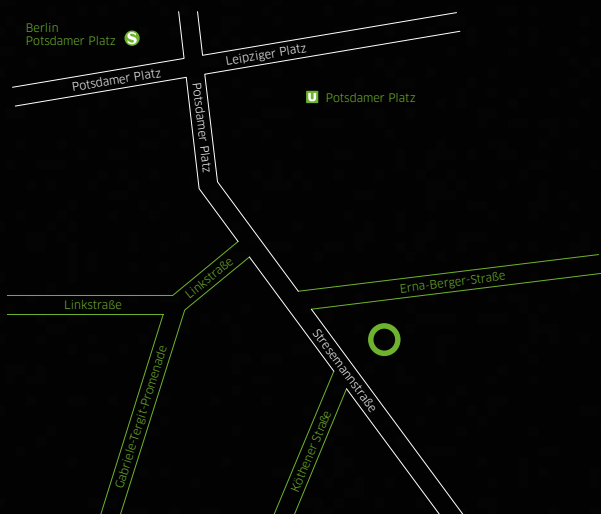 Berlin
Potsdamer Platz
S
Potsdamer Platz
Leipziger Platz
Potsdamer Platz
U Potsdamer Platz
Linkstraße
Linkstraße
Erna-Berger-Straße
Stresemannstraße
Gabriele-Tergit-Promenade
Köthener Straße